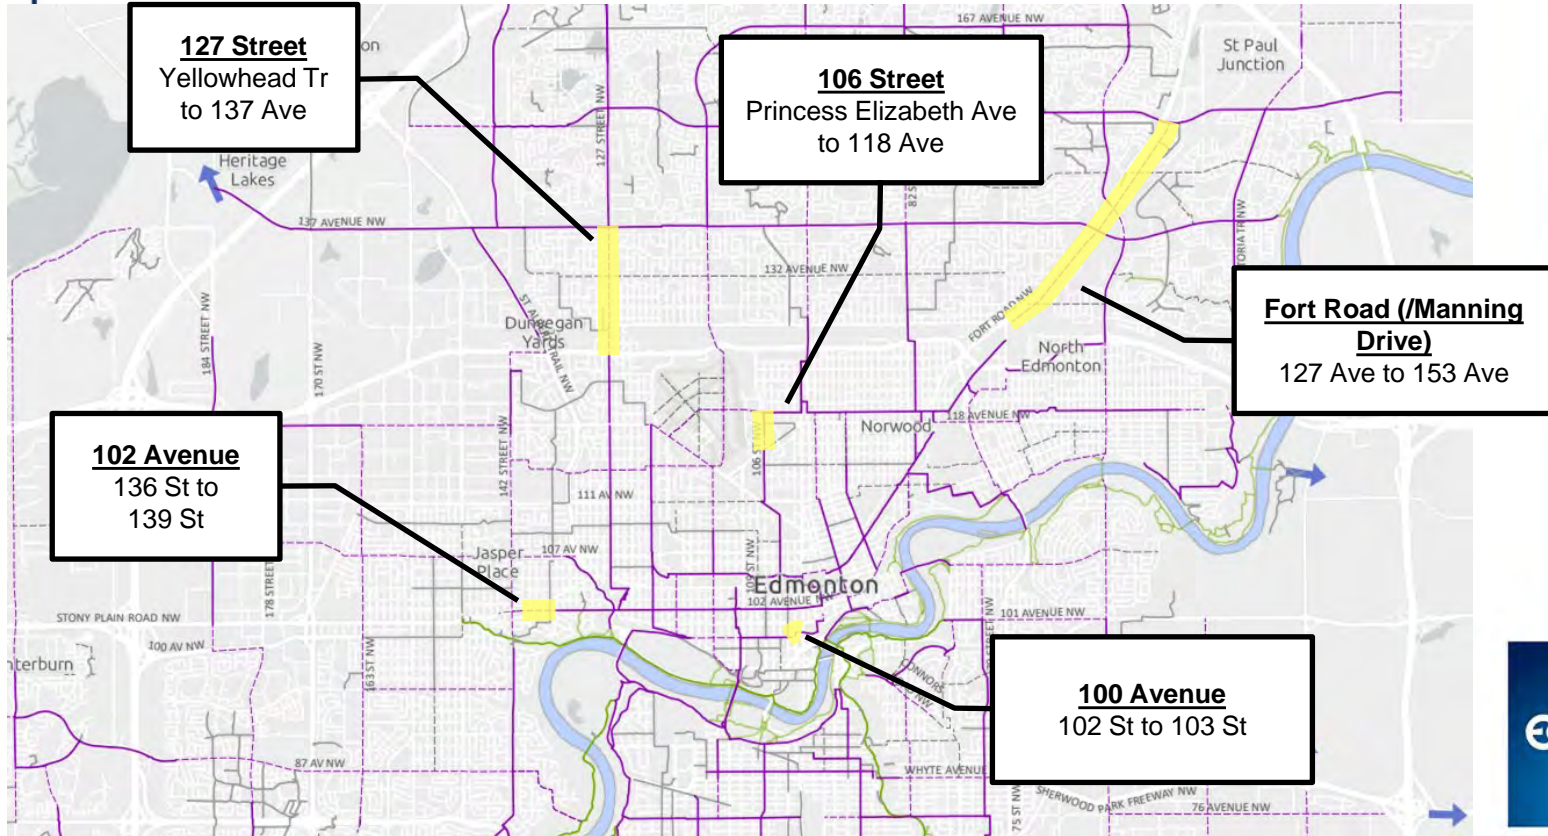 127 Street
Yellowhead Tr
to 137 Ave
106 Street
Princess Elizabeth Ave
to 118 Ave
167 AVENUE NW
St Paul
Junction
127 STREET NW
Heritage
Lakes
137 AVENUE NW
132 AVENUE NW
184 STREET NW
170 ST NW
Dunvegan
Yards
FORT ROAD NW
North
Edmonton
Fort Road (/Manning
Drive)
127 Ave to 153 Ave
102 Avenue
136 St to
139 St
142 STREET NW
106 ST NW
118 AVENUE NW
Norwood
111 AV NW
Jasper
Place
107 AV NW
109 ST NW
Edmonton
102 AVENUE NW
178 STREET
STONY PLAIN ROAD NW
100 AV NW
163 ST NW
101 AVENUE NW
CONNORS
100 Avenue
102 St to 103 St
87 AV NW
WHYTE AVENUE
SHERWOOD PARK FREEWAY NW
75 ST NW
76 AVENUE NW